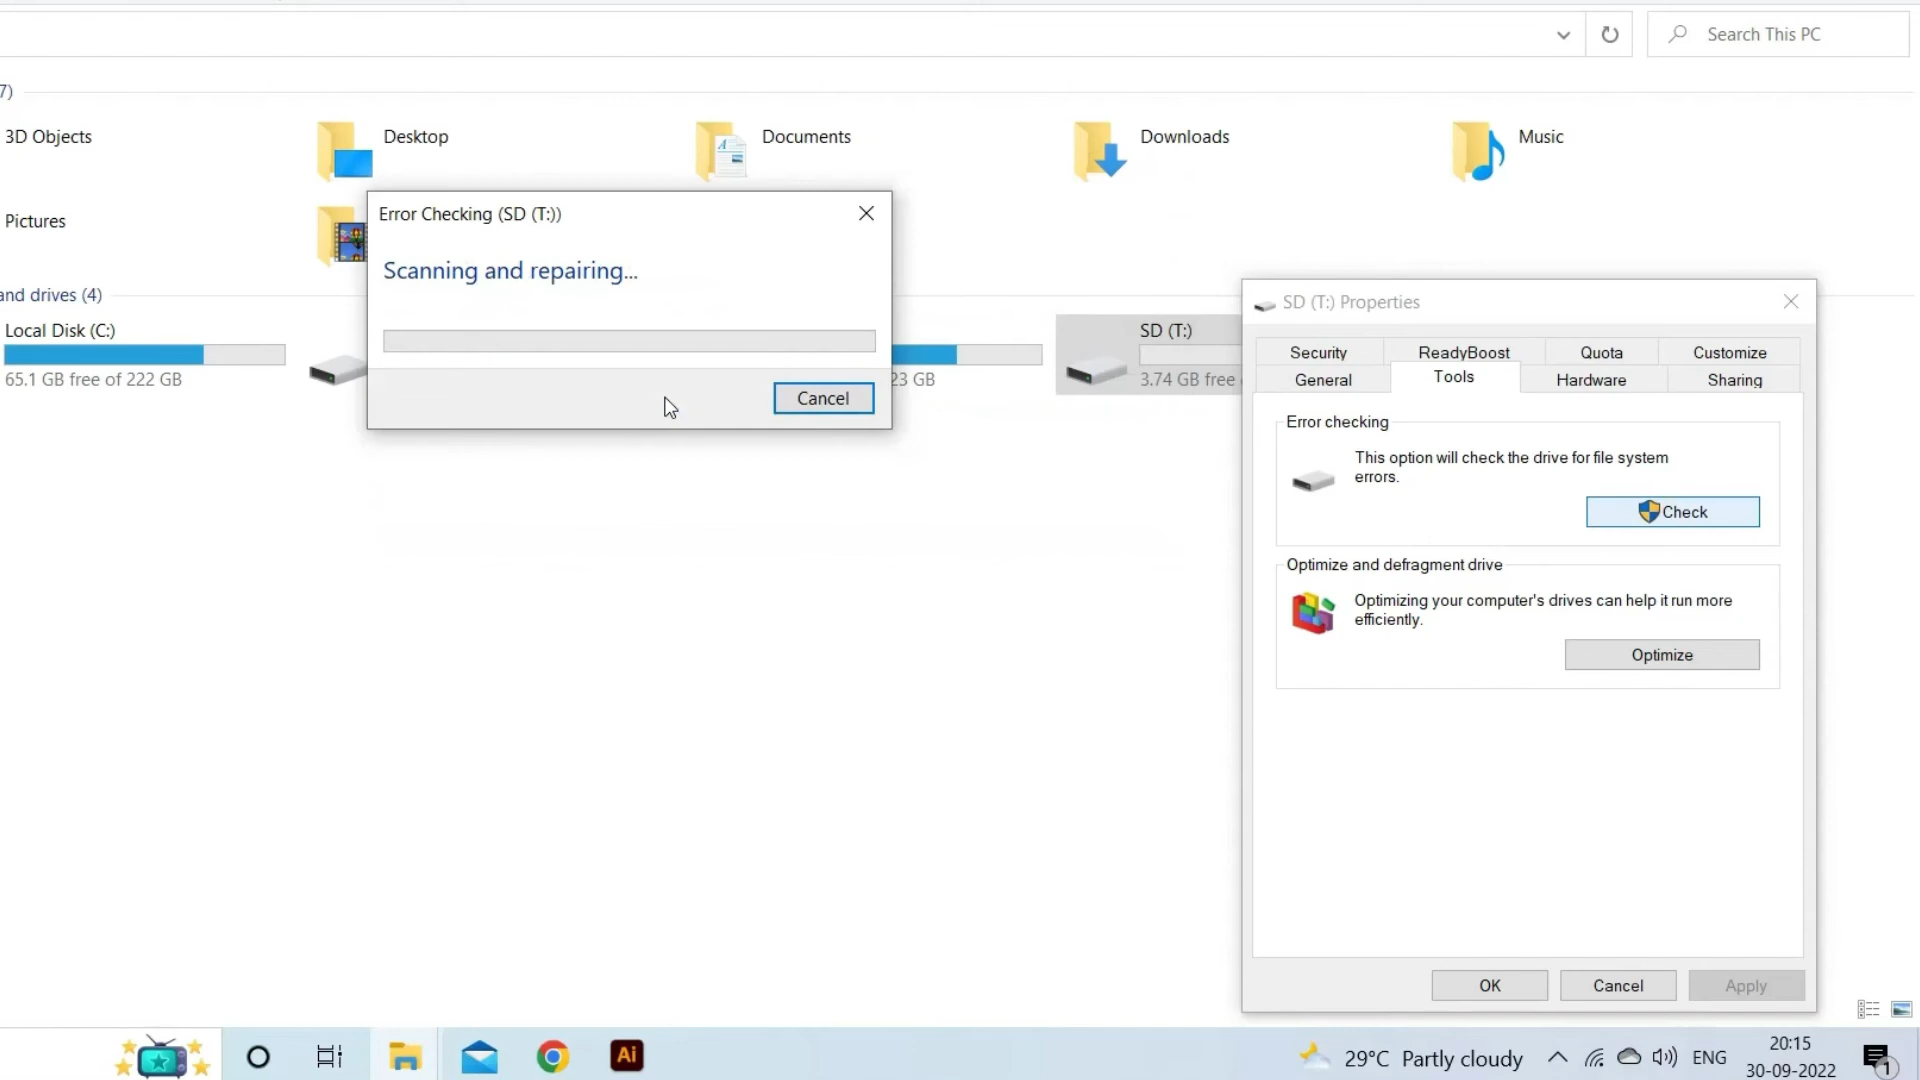 Search This PC
7)
3D Objects
Desktop
Documents
Downloads
Music
Pictures
Error Checking (SD (T:))
Scanning and repairing...
Cancel
and drives (4)
Local Disk (C:)
65.1 GB free of 222 GB
23 GB
SD (T:)
3.74 GB free
SD (T:) Properties
Security
ReadyBoost
Quota
Customize
General
Tools
Hardware
Sharing
Error checking
This option will check the drive for file system
errors.
Check
Optimize and defragment drive
Optimizing your computer's drives can help it run more
efficiently.
Optimize
OK
Cancel
Apply
Ai
29°C Partly cloudy
ENG
20:15
30-09-2022
1